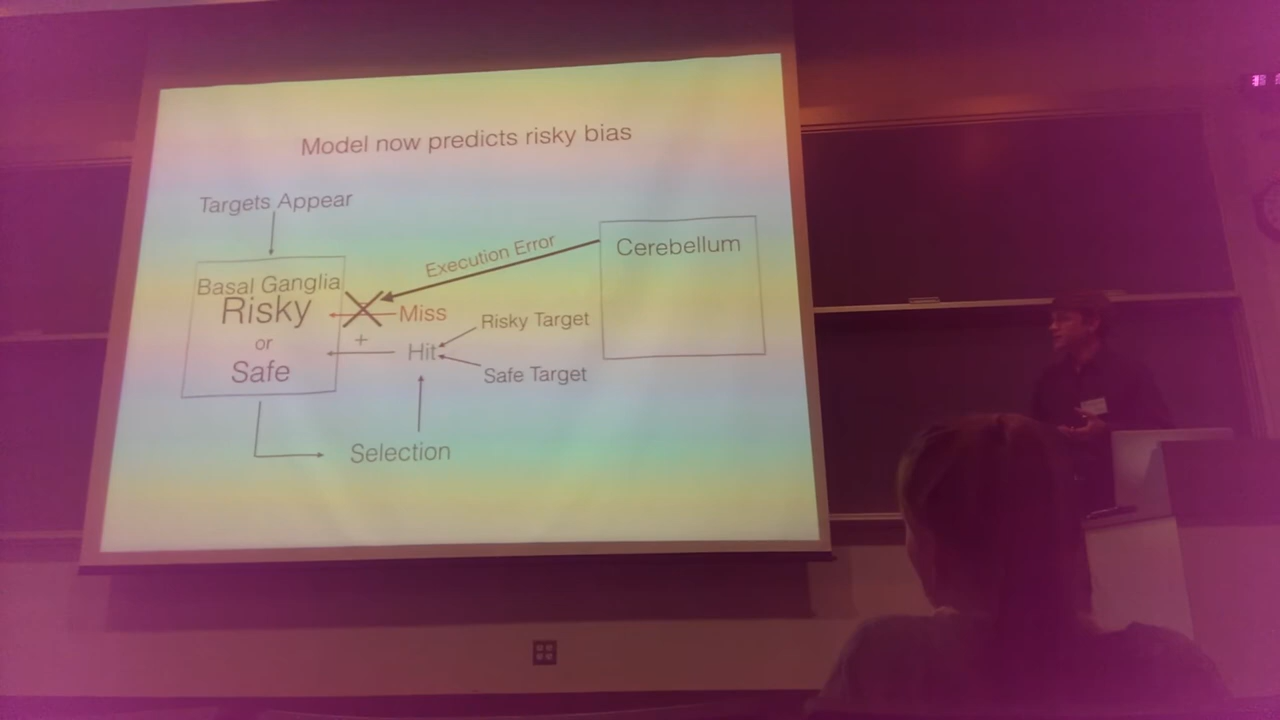 Model now predicts risky bias
Targets Appear
Execution Error
Cerebellum
Basal Ganglia
Risky
or
Safe
Miss
+
Hit
Risky Target
Safe Target
Selection